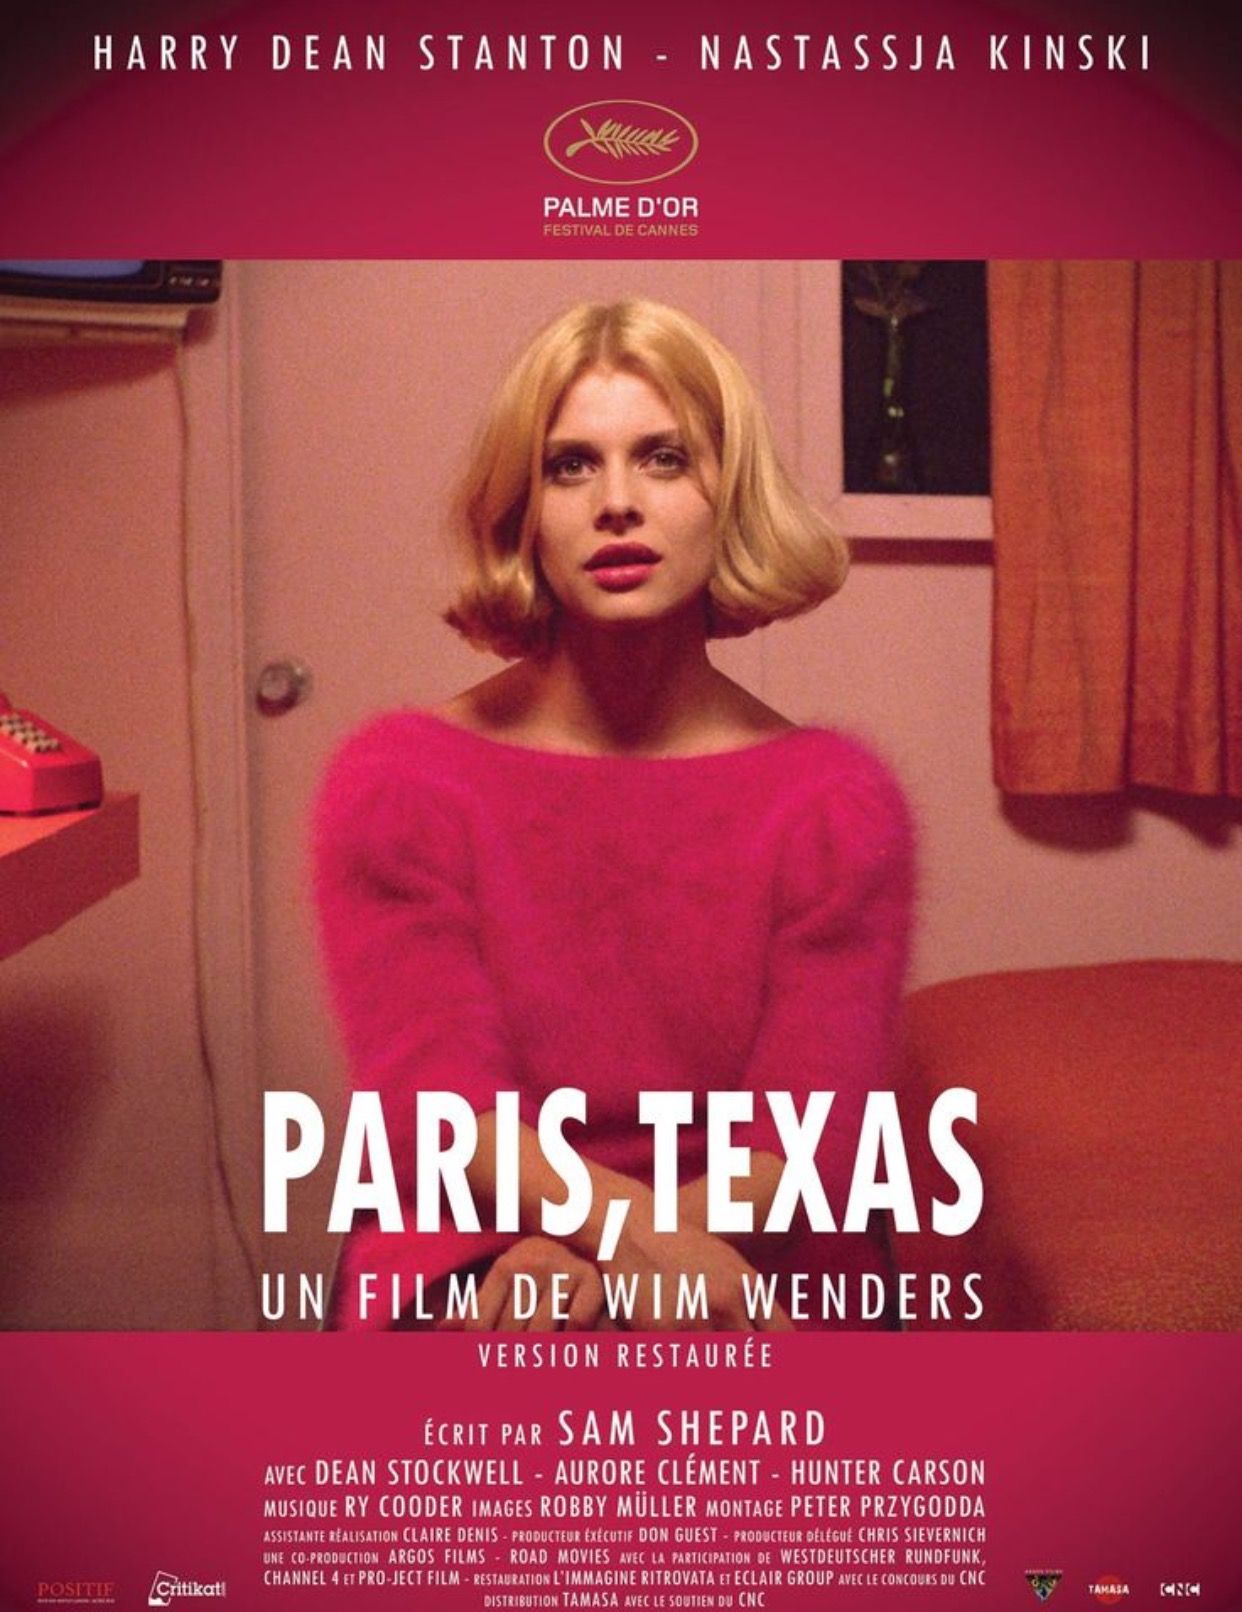 HARRY DEAN STANTON - NASTASSJA KINSKI
PALME D'OR
FESTIVAL DE CANNES
PARIS, TEXAS
UN FILM DE WIM WENDERS
VERSION RESTAURÉE
ÉCRIT PAR SAM SHEPARD
AVEC DEAN STOCKWELL - AURORE CLÉMENT - HUNTER CARSON
MUSIQUE RY COODER IMAGES ROBBY MÜLLER MONTAGE PETER PRZYGODDA
ASSISTANTE RÉALISATION CLAIRE DENIS - PRODUCTEUR ÉXÉCUTIF DON GUEST - PRODUCTEUR DÉLÉGUÉ CHRIS SIEVERNICH
UNE CO-PRODUCTION ARGOS FILMS - ROAD MOVIES AVEC LA PARTICIPATION DE WESTDEUTSCHER RUNDFUNK,
CHANNEL 4 ET PRO-JECT FILM - RESTAURATION L'IMMAGINE RITROVATA ET ECLAIR GROUP AVEC LE CONCOURS DU CNC
DISTRIBUTION TAMASA AVEC LE SOUTIEN DU CNC
POSITIF
Critikat!
TAMASA
CNC